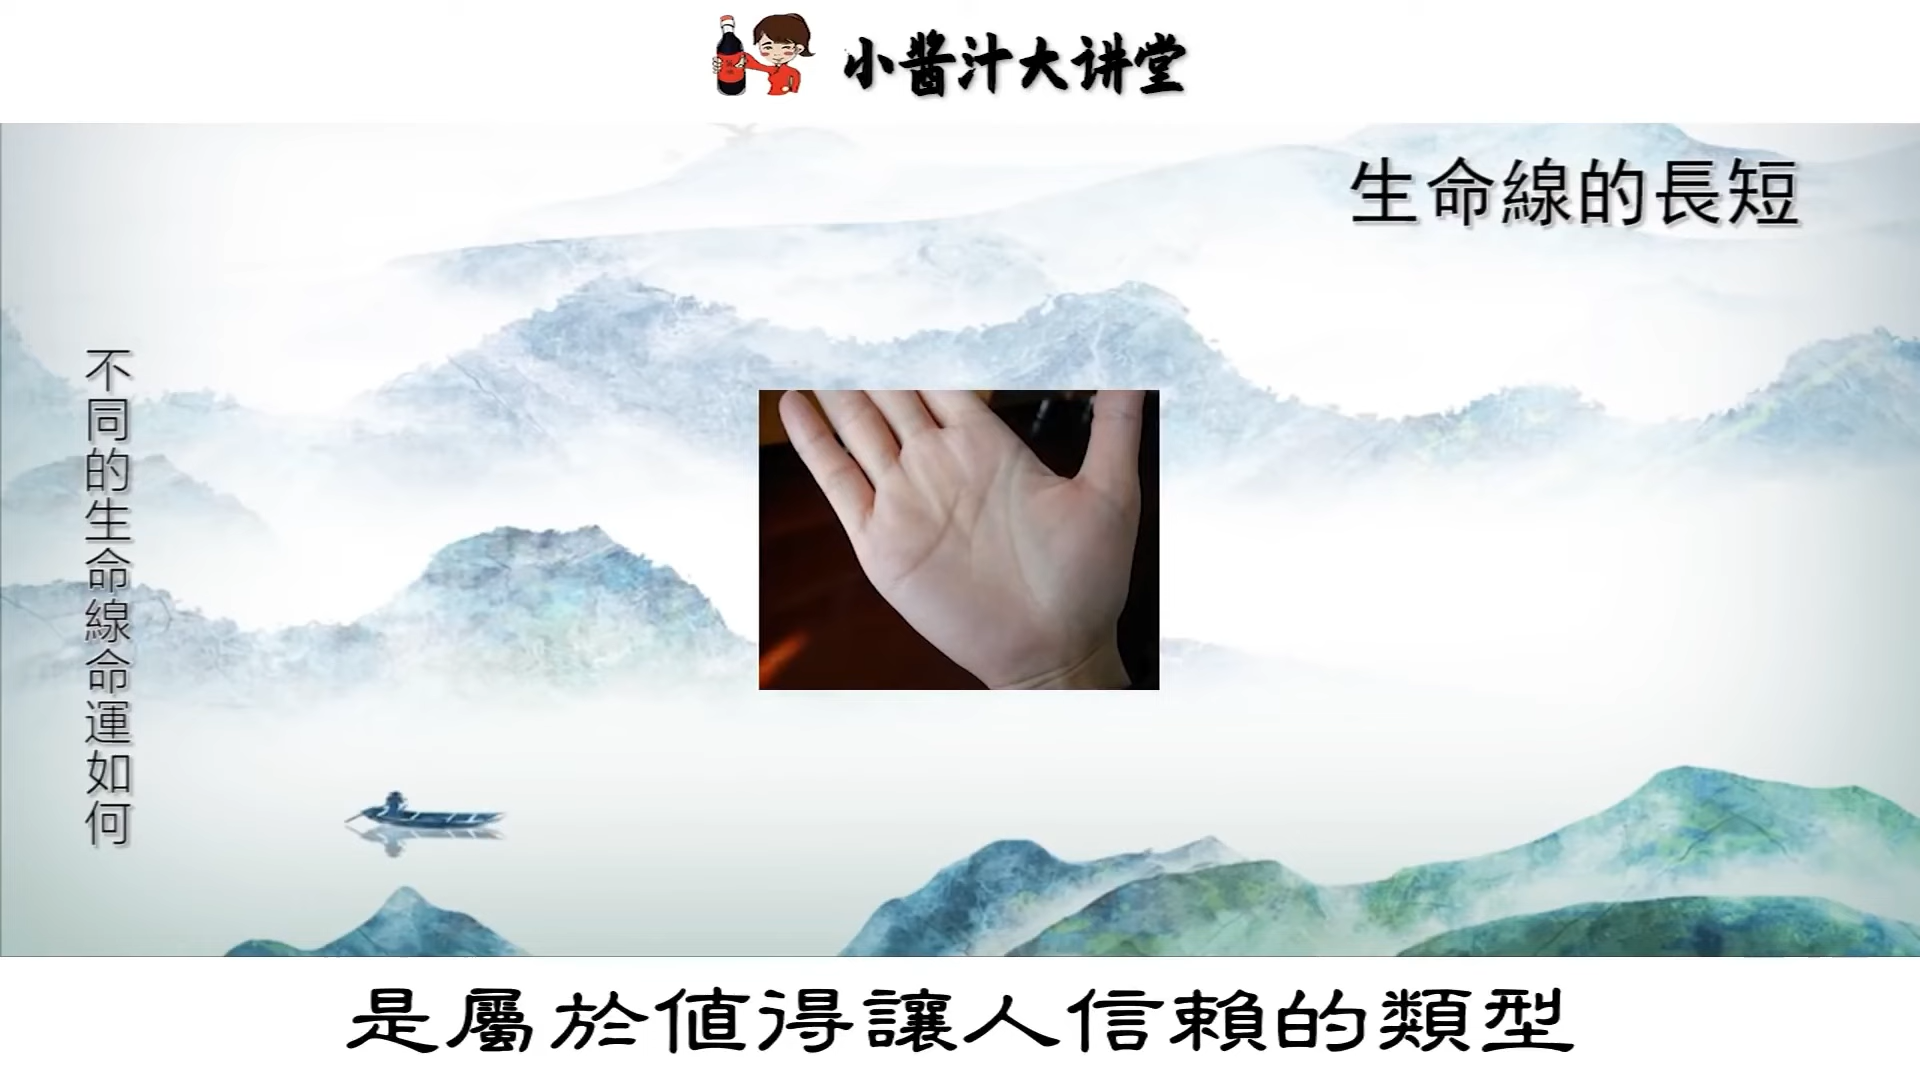 小酱汁大讲堂
生命線的長短
不同的生命線命運如何
是屬於值得讓人信賴的類型